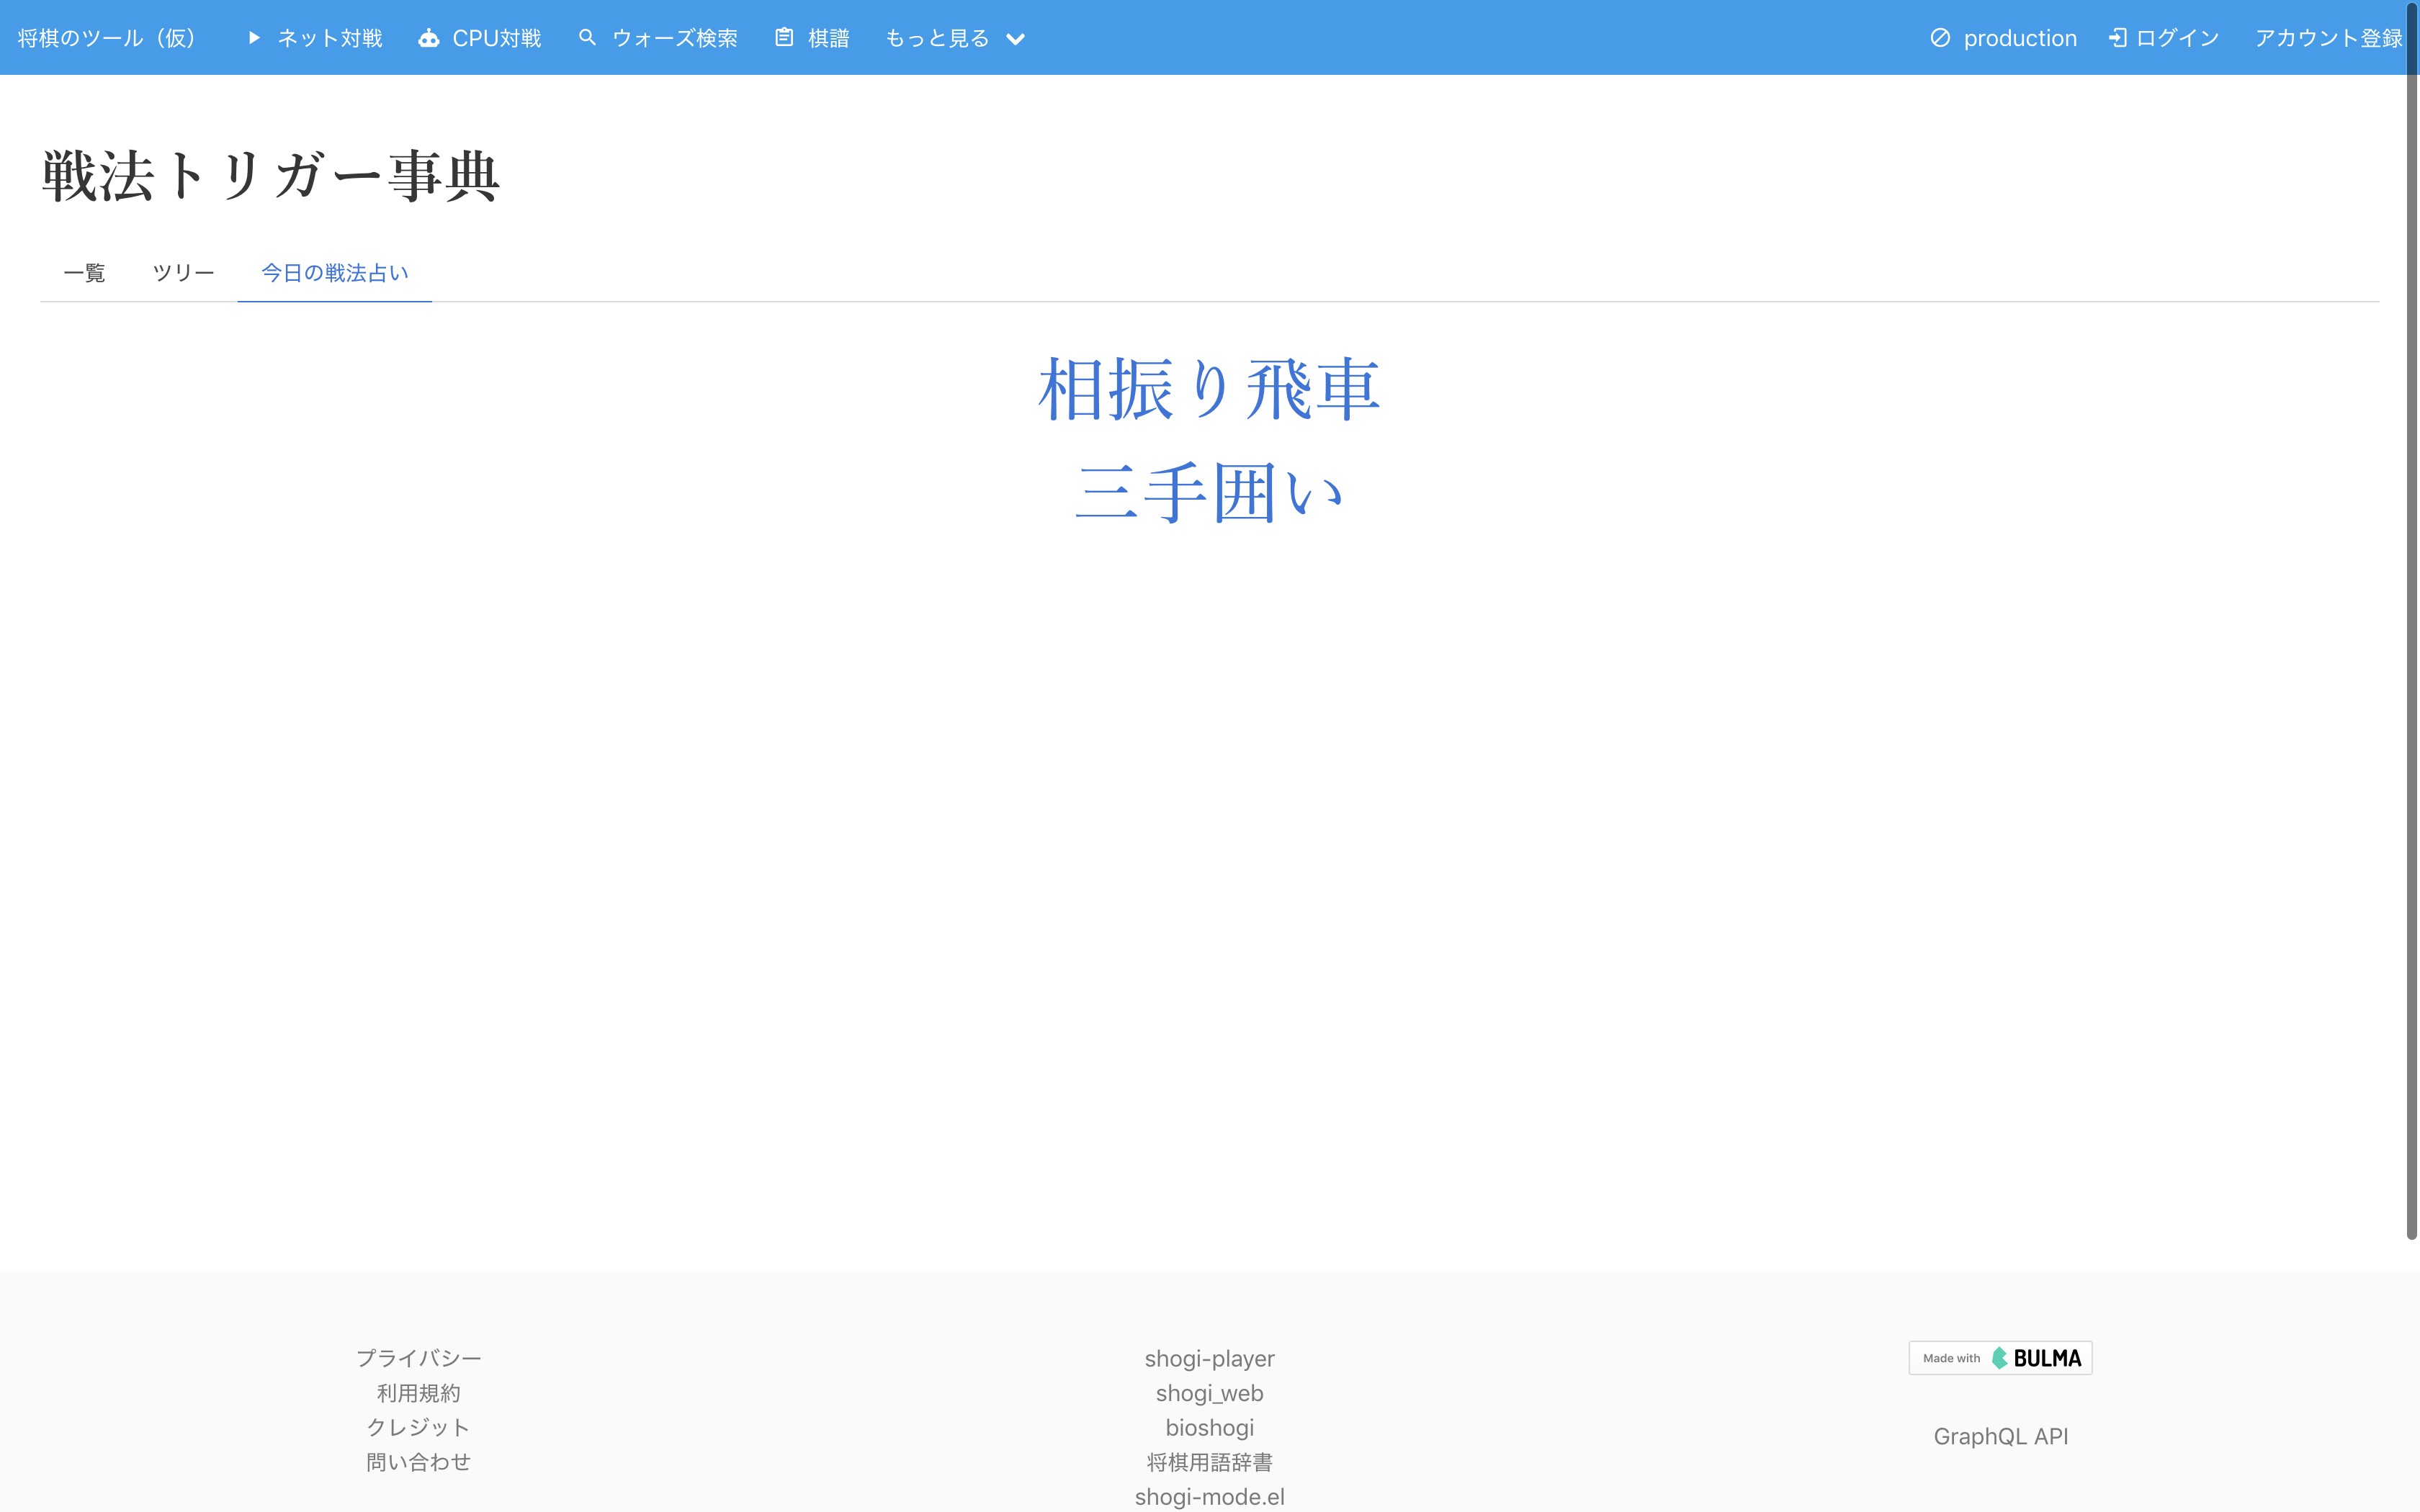 将棋のツール（仮） ネット対戦 CPU対戦 ウォーズ検索 棋譜 もっと見る production ログイン アカウント登録
戦法トリガー事典
一覧 ツリー 今日の戦法占い
相振り飛車
三手囲い
プライバシー
利用規約
クレジット
問い合わせ
shogi-player
shogi_web
bioshogi
将棋用語辞書
shogi-mode.el
Made with BULMA
GraphQL API